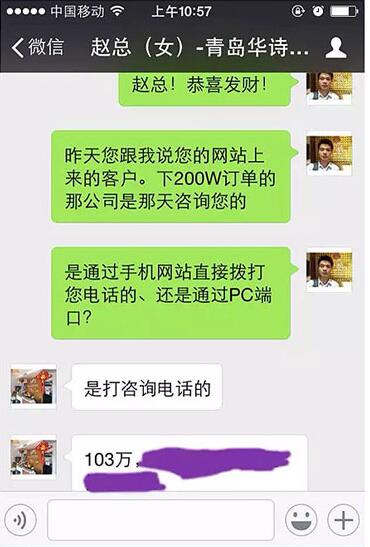 中国移动
上午10:57
微信
赵总（女）-青岛华诗...
赵总！恭喜发财！
昨天您跟我说您的网站上
来的客户。下200W订单的
那公司是那天咨询您的
是通过手机网站直接拨打
您电话的、还是通过PC端
口？
是打咨询电话的
103万，